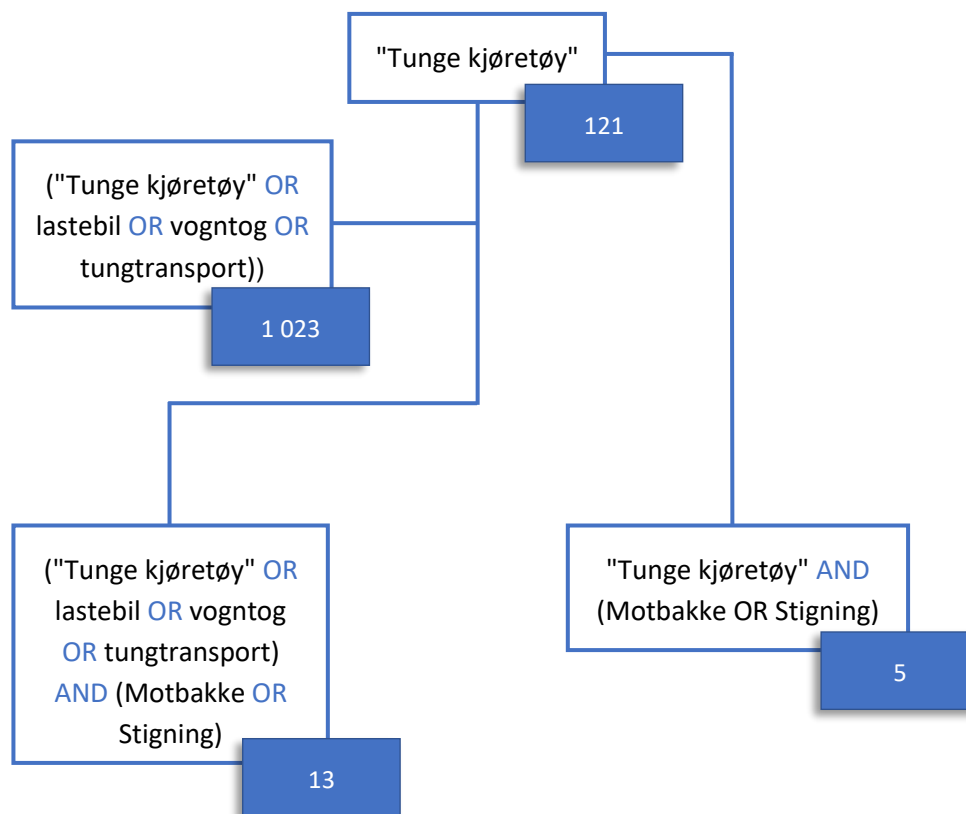 "Tunge kjøretøy"
121
("Tunge kjøretøy" OR
lastebil OR vogntog OR
tungtransport))
1 023
("Tunge kjøretøy" OR
lastebil OR vogntog
OR tungtransport)
AND (Motbakke OR
Stigning)
13
"Tunge kjøretøy" AND
(Motbakke OR Stigning)
5